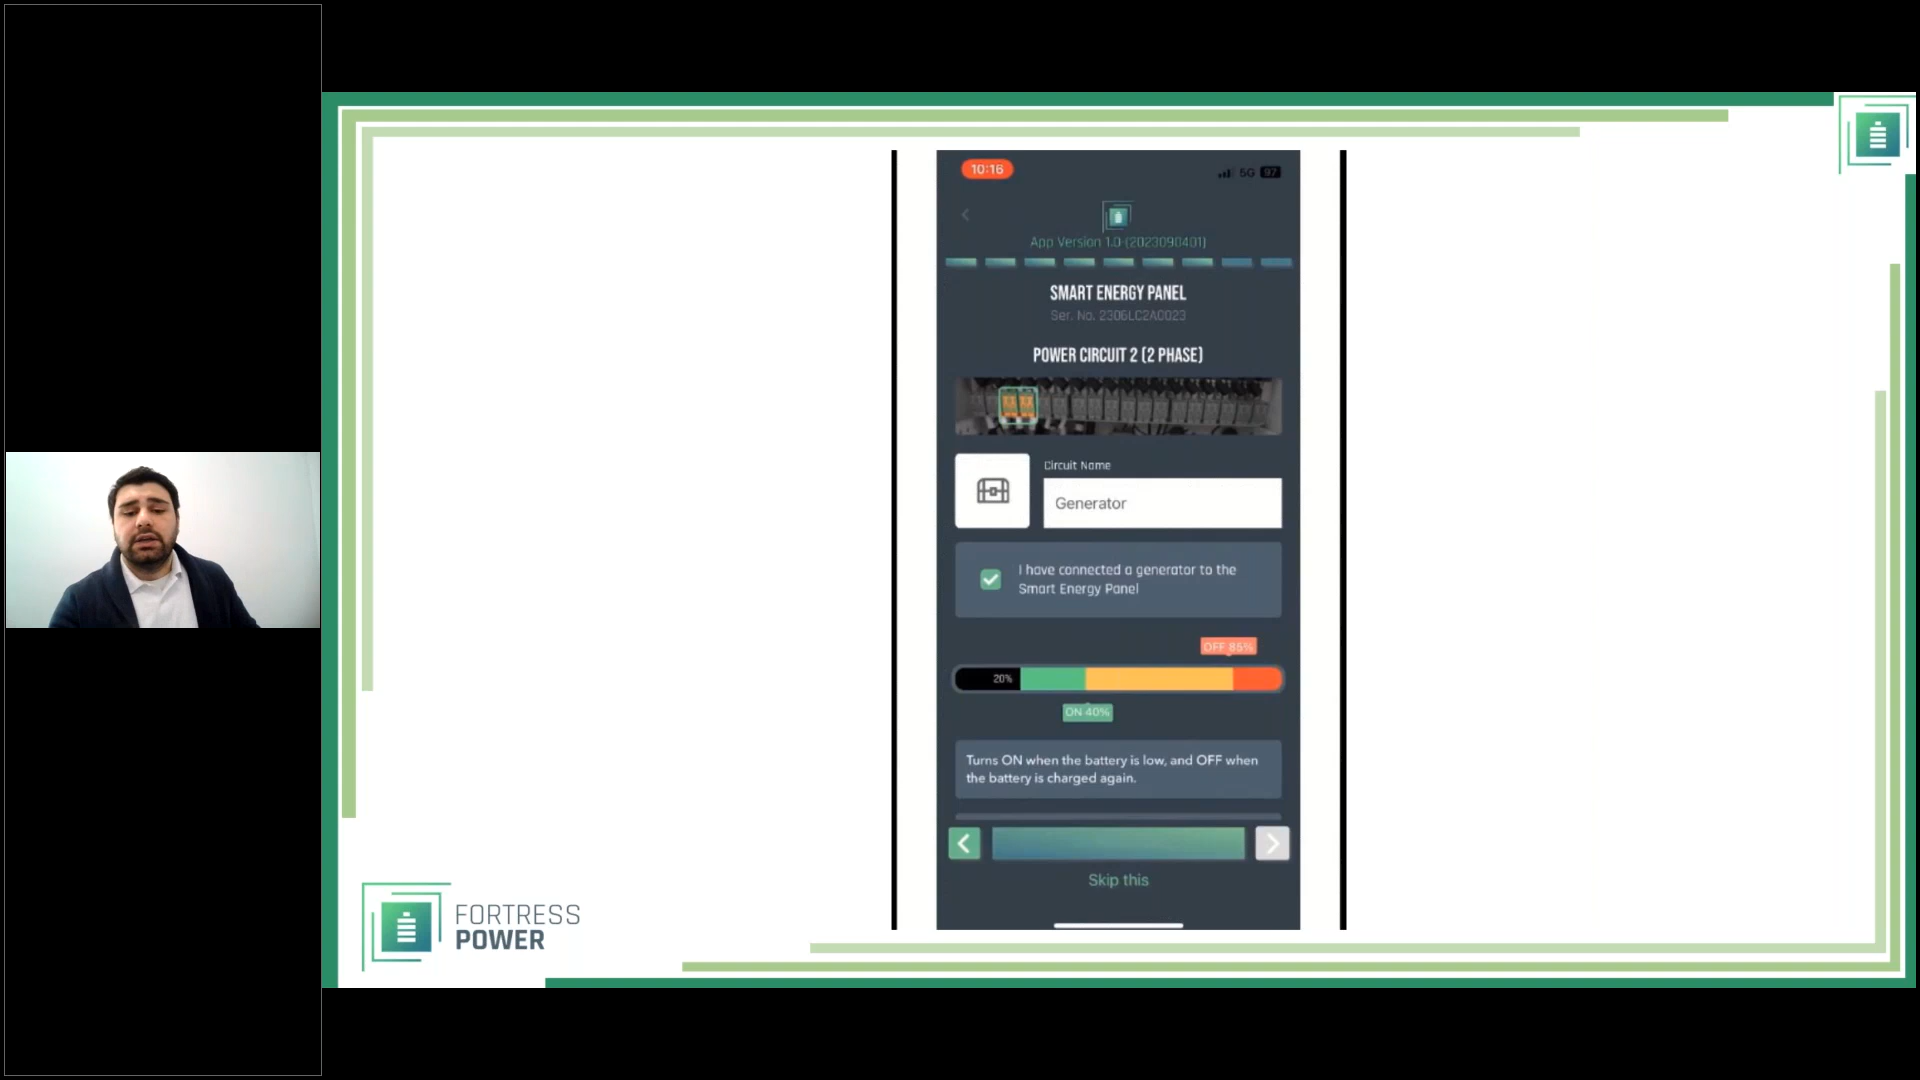 10:16
5G 97
App Version 1.0 (2023090401)
SMART ENERGY PANEL
Ser. No. 2306LC2A0023
POWER CIRCUIT 2 (2 PHASE)
Circuit Name
Generator
I have connected a generator to the
Smart Energy Panel
OFF 85%
20%
ON 40%
Turns ON when the battery is low, and OFF when
the battery is charged again.
Skip this
FORTRESS
POWER